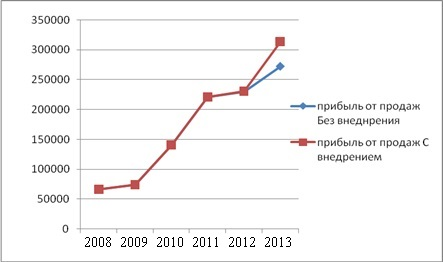 350000
300000
250000
200000
150000
100000
50000
0
2008 2009 2010 2011 2012 2013
прибыль от продаж
Без внеднрения
прибыль от продаж С
внедрением